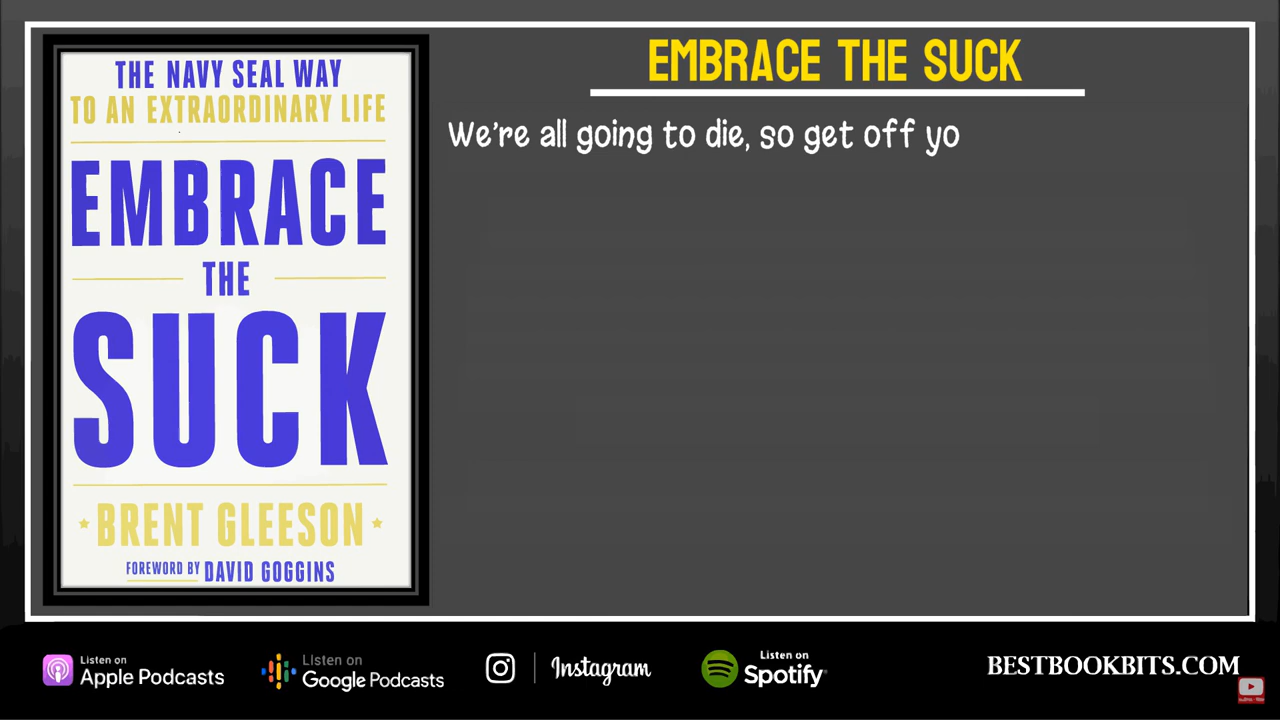 THE NAVY SEAL WAY
TO AN EXTRAORDINARY LIFE
EMBRACE
THE
SUCK
BRENT GLEESON
FOREWORD BY DAVID GOGGINS
EMBRACE THE SUCK
We're all going to die, so get off yo
Listen on
Apple Podcasts
Listen on
Google Podcasts
Instagram
Listen on
Spotify
BESTBOOKBITS.COM